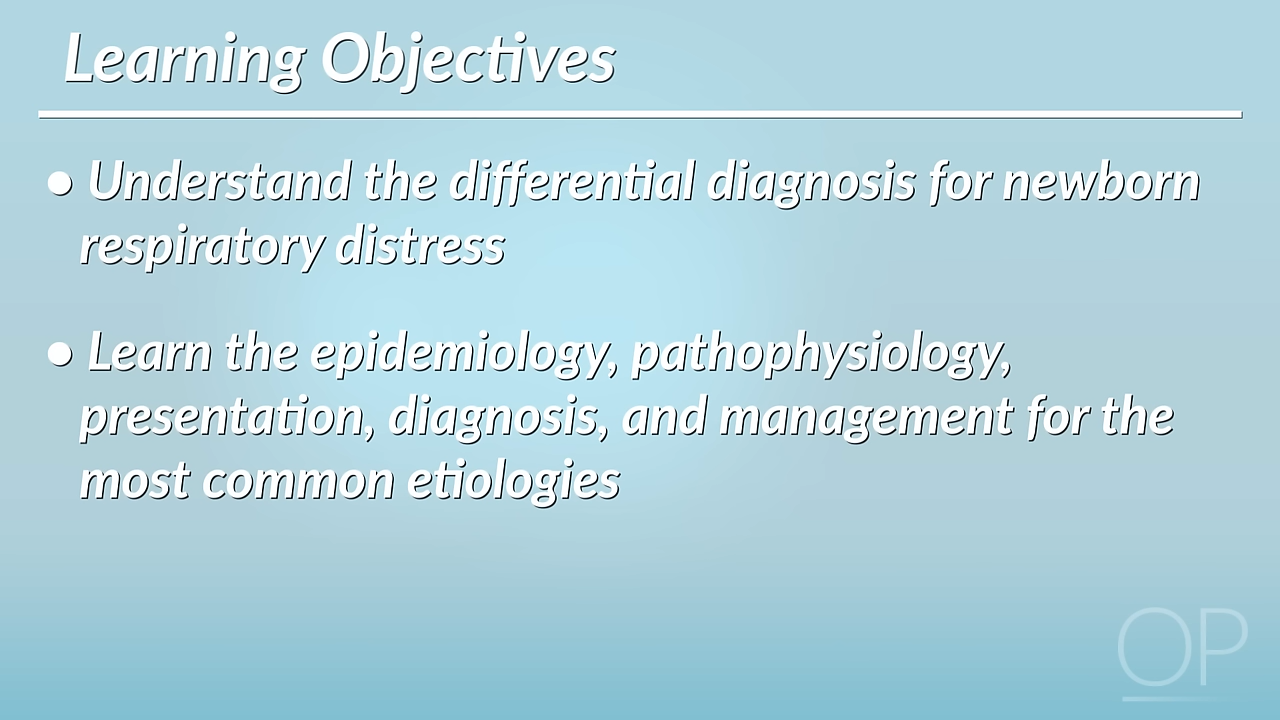 Learning Objectives
● Understand the differential diagnosis for newborn
respiratory distress
● Learn the epidemiology, pathophysiology,
presentation, diagnosis, and management for the
most common etiologies
OP